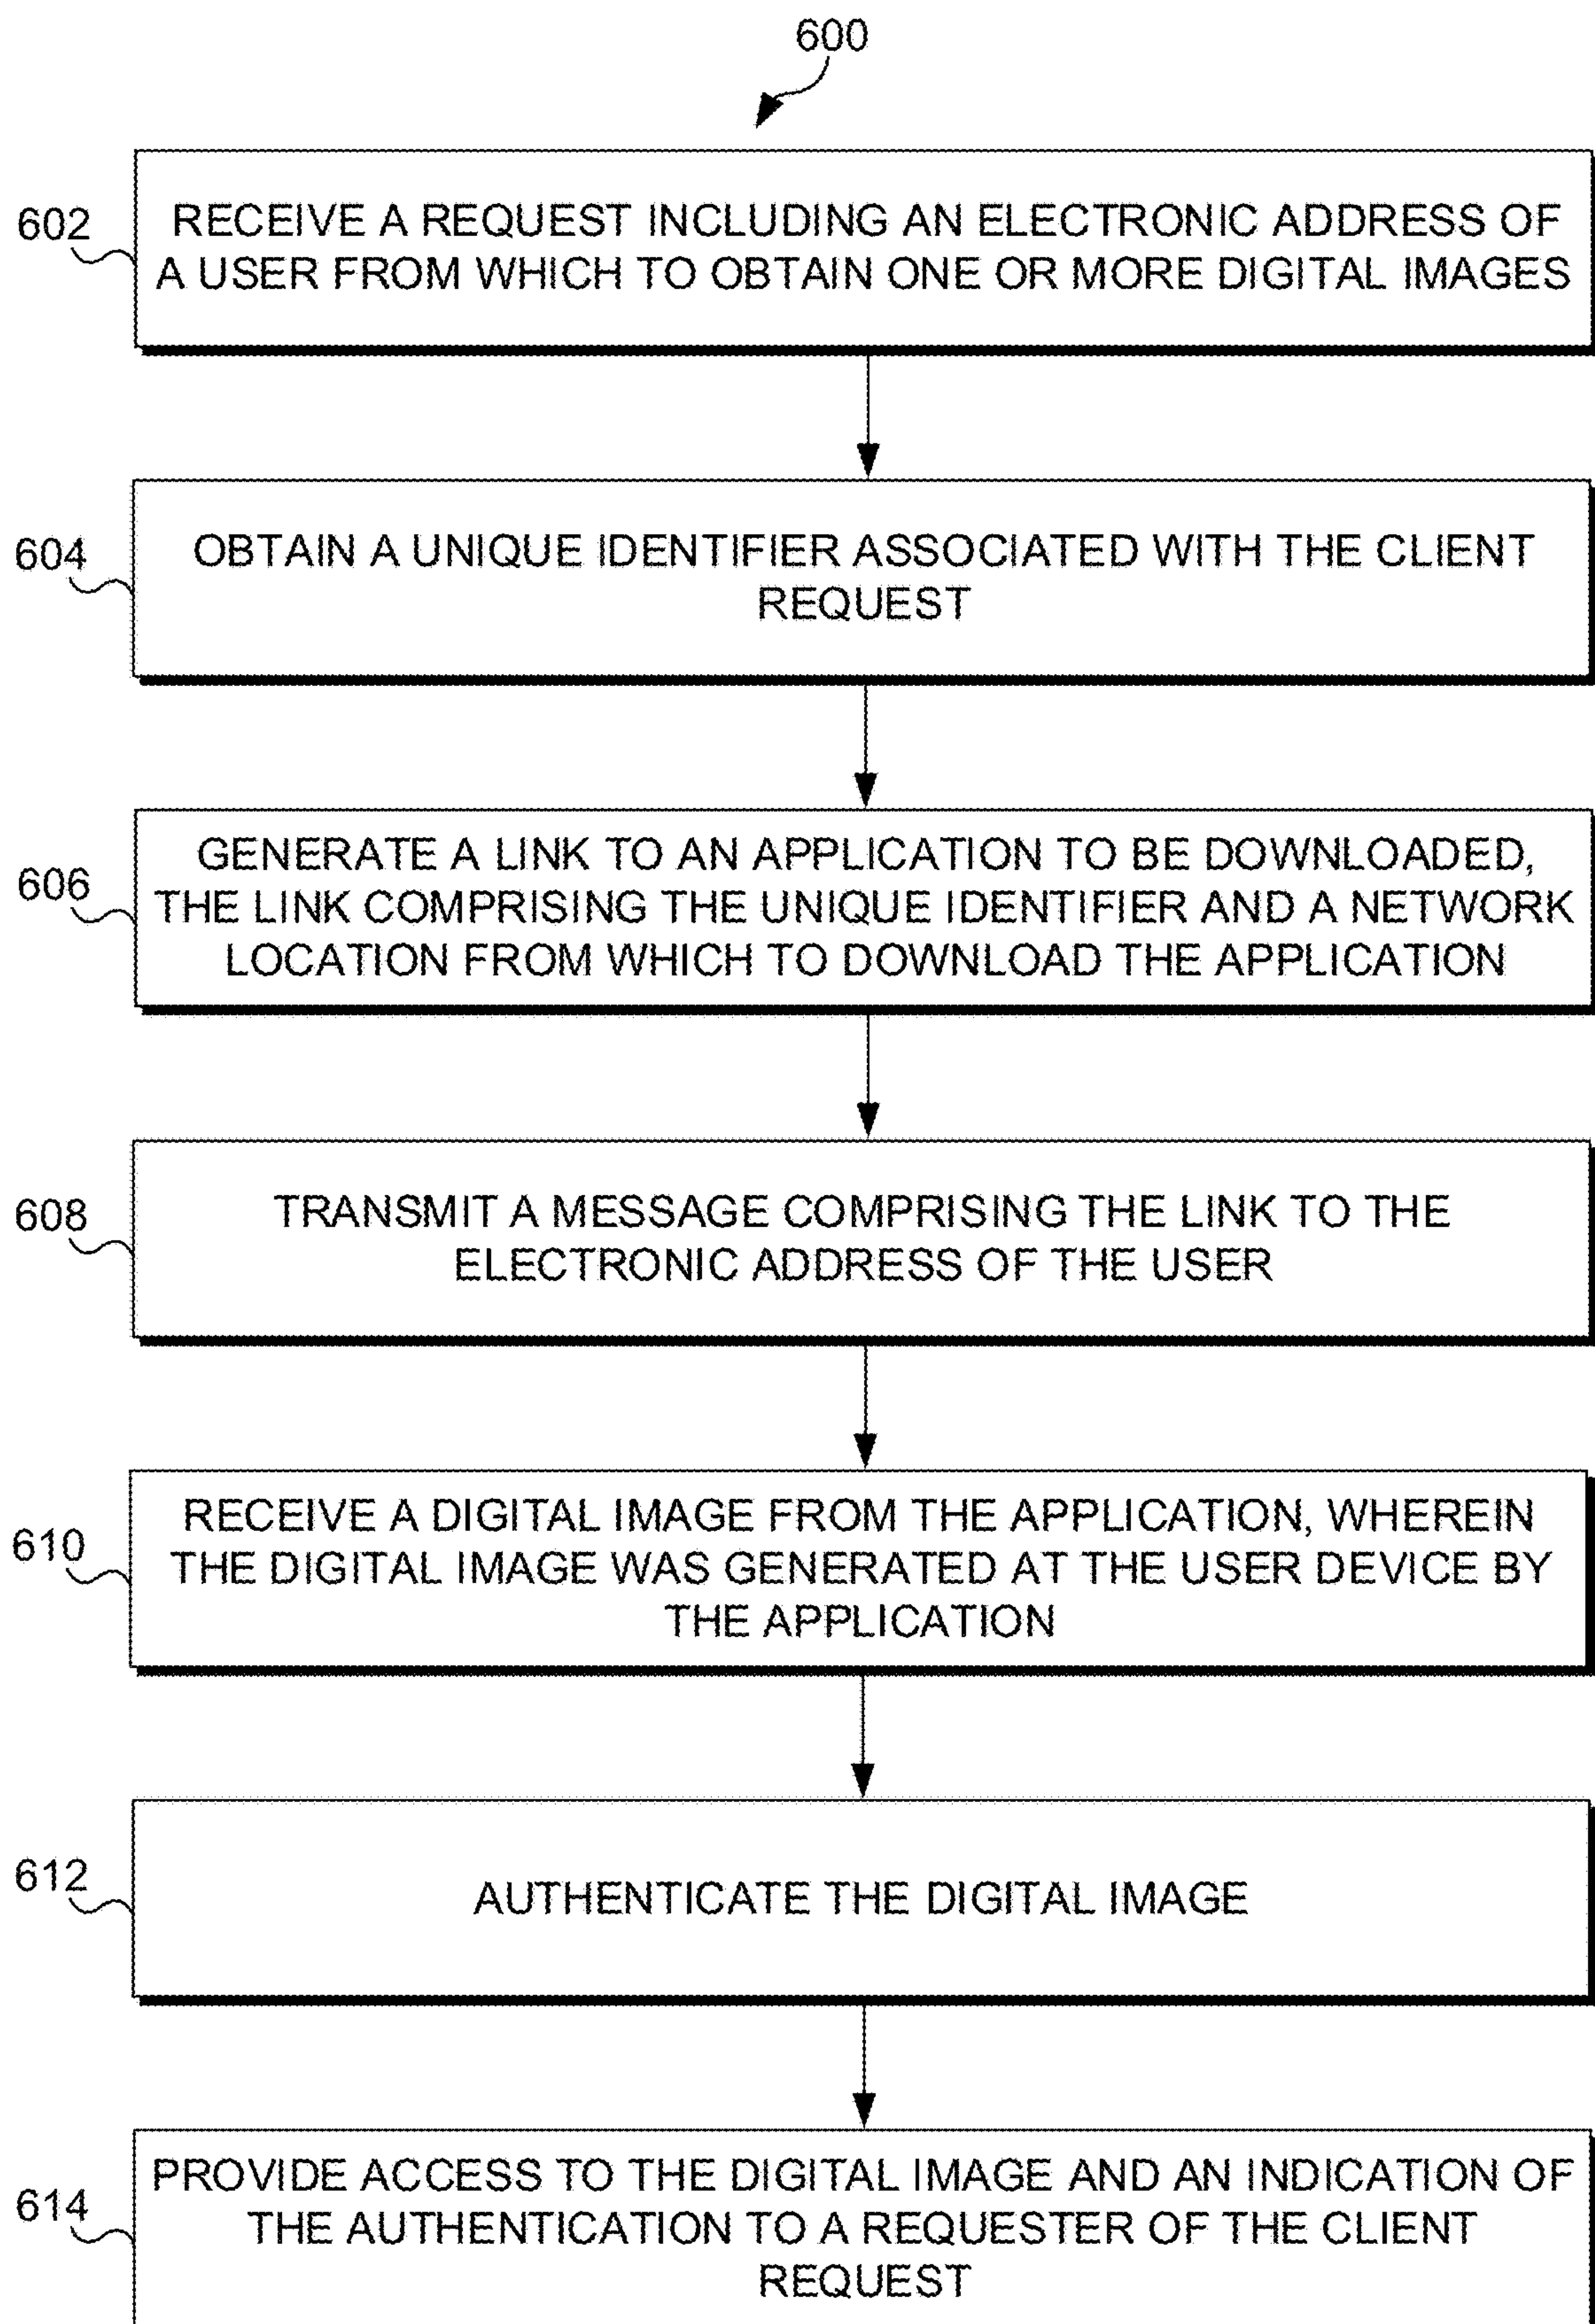 600
602
RECEIVE A REQUEST INCLUDING AN ELECTRONIC ADDRESS OF
A USER FROM WHICH TO OBTAIN ONE OR MORE DIGITAL IMAGES
604
OBTAIN A UNIQUE IDENTIFIER ASSOCIATED WITH THE CLIENT
REQUEST
606
GENERATE A LINK TO AN APPLICATION TO BE DOWNLOADED,
THE LINK COMPRISING THE UNIQUE IDENTIFIER AND A NETWORK
LOCATION FROM WHICH TO DOWNLOAD THE APPLICATION
608
TRANSMIT A MESSAGE COMPRISING THE LINK TO THE
ELECTRONIC ADDRESS OF THE USER
610
RECEIVE A DIGITAL IMAGE FROM THE APPLICATION, WHEREIN
THE DIGITAL IMAGE WAS GENERATED AT THE USER DEVICE BY
THE APPLICATION
612
AUTHENTICATE THE DIGITAL IMAGE
614
PROVIDE ACCESS TO THE DIGITAL IMAGE AND AN INDICATION OF
THE AUTHENTICATION TO A REQUESTER OF THE CLIENT
REQUEST